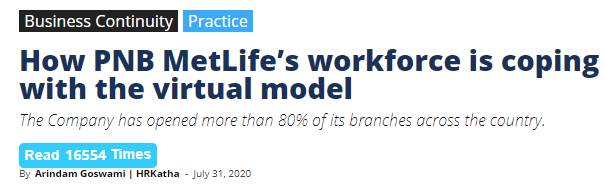 Business Continuity Practice
How PNB MetLife’s workforce is coping
with the virtual model
The Company has opened more than 80% of its branches across the country.
Read 16554 Times
By Arindam Goswami | HRKatha - July 31, 2020